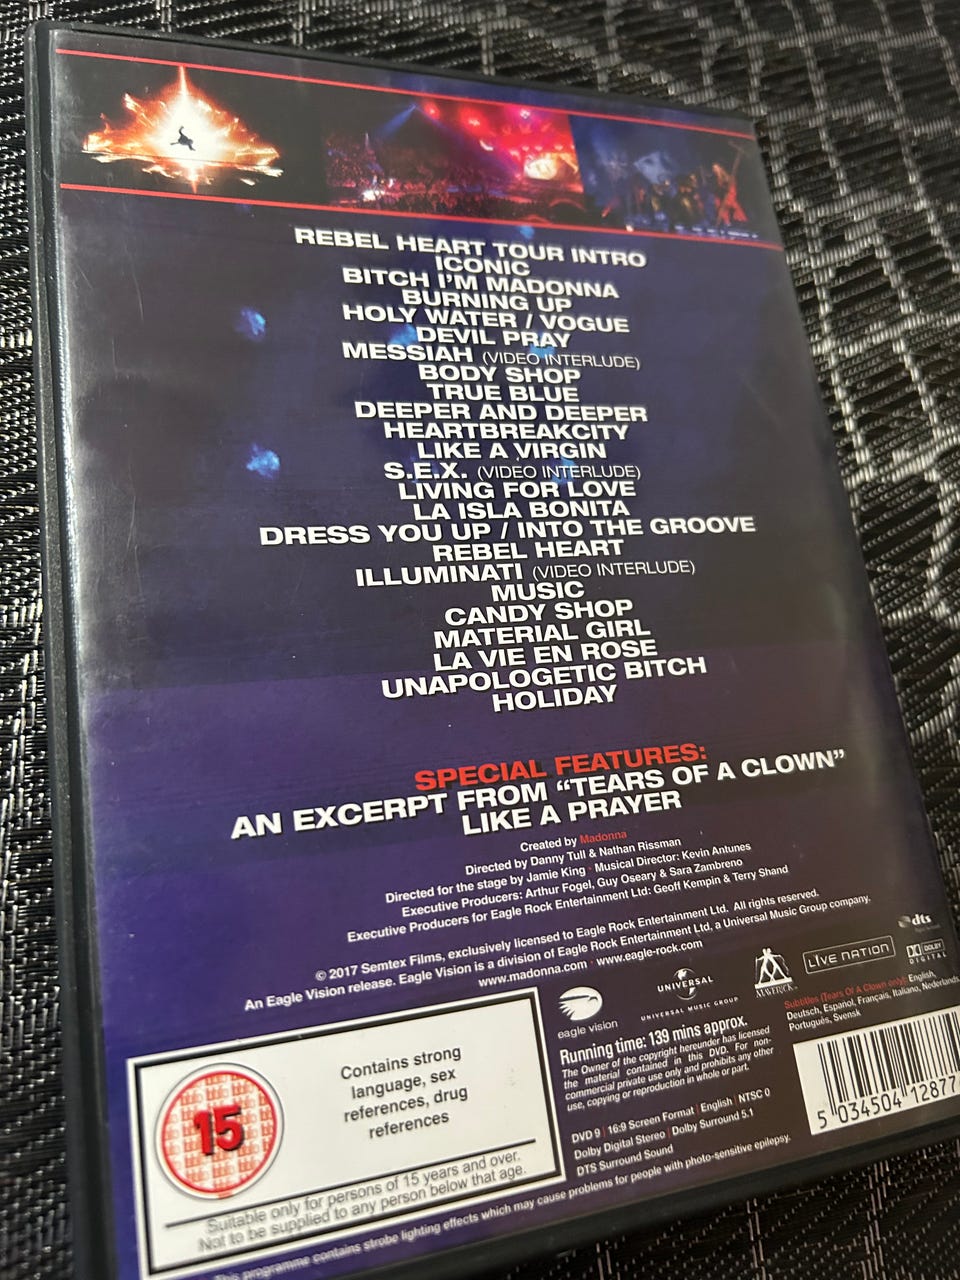 REBEL HEART TOUR INTRO
ICONIC
BITCH I'M MADONNA
BURNING UP
HOLY WATER / VOGUE
DEVIL PRAY
MESSIAH (VIDEO INTERLUDE)
BODY SHOP
TRUE BLUE
DEEPER AND DEEPER
HEARTBREAKCITY
LIKE A VIRGIN
S.E.X. (VIDEO INTERLUDE)
LIVING FOR LOVE
LA ISLA BONITA
DRESS YOU UP / INTO THE GROOVE
REBEL HEART
ILLUMINATI (VIDEO INTERLUDE)
MUSIC
CANDY SHOP
MATERIAL GIRL
LA VIE EN ROSE
UNAPOLOGETIC BITCH
HOLIDAY
SPECIAL FEATURES:
AN EXCERPT FROM "TEARS OF A CLOWN"
LIKE A PRAYER
Created by Madonna
Directed by Danny Tull & Nathan Rissman
Directed for the stage by Jamie King · Musical Director: Kevin Antunes
Executive Producers: Arthur Fogel, Guy Oseary & Sara Zambreno
Executive Producers for Eagle Rock Entertainment Ltd: Geoff Kempin & Terry Shand
© 2017 Semtex Films, exclusively licensed to Eagle Rock Entertainment Ltd. All rights reserved.
An Eagle Vision release. Eagle Vision is a division of Eagle Rock Entertainment Ltd, a Universal Music Group company.
www.madonna.com · www.eagle-rock.com
eagle vision
UNIVERSAL
UNIVERSAL MUSIC GROUP
MAVERICK
LIVE NATION
dts
DOLBY
DIGITAL
Subtitles (Tears Of A Clown only): English,
Deutsch, Español, Français, Italiano, Nederlands,
Português, Svensk
Running time: 139 mins approx.
The Owner of the copyright hereunder has licensed
the material contained in this DVD. For non-
commercial private use only and prohibits any other
use, copying or reproduction in whole or part.
DVD 9 | 16:9 Screen Format | English | NTSC 0
Dolby Digital Stereo | Dolby Surround 5.1
DTS Surround Sound
5 034504 12877
15
Contains strong
language, sex
references, drug
references
Suitable only for persons of 15 years and over.
Not to be supplied to any person below that age.
This programme contains strobe lighting effects which may cause problems for people with photo-sensitive epilepsy.